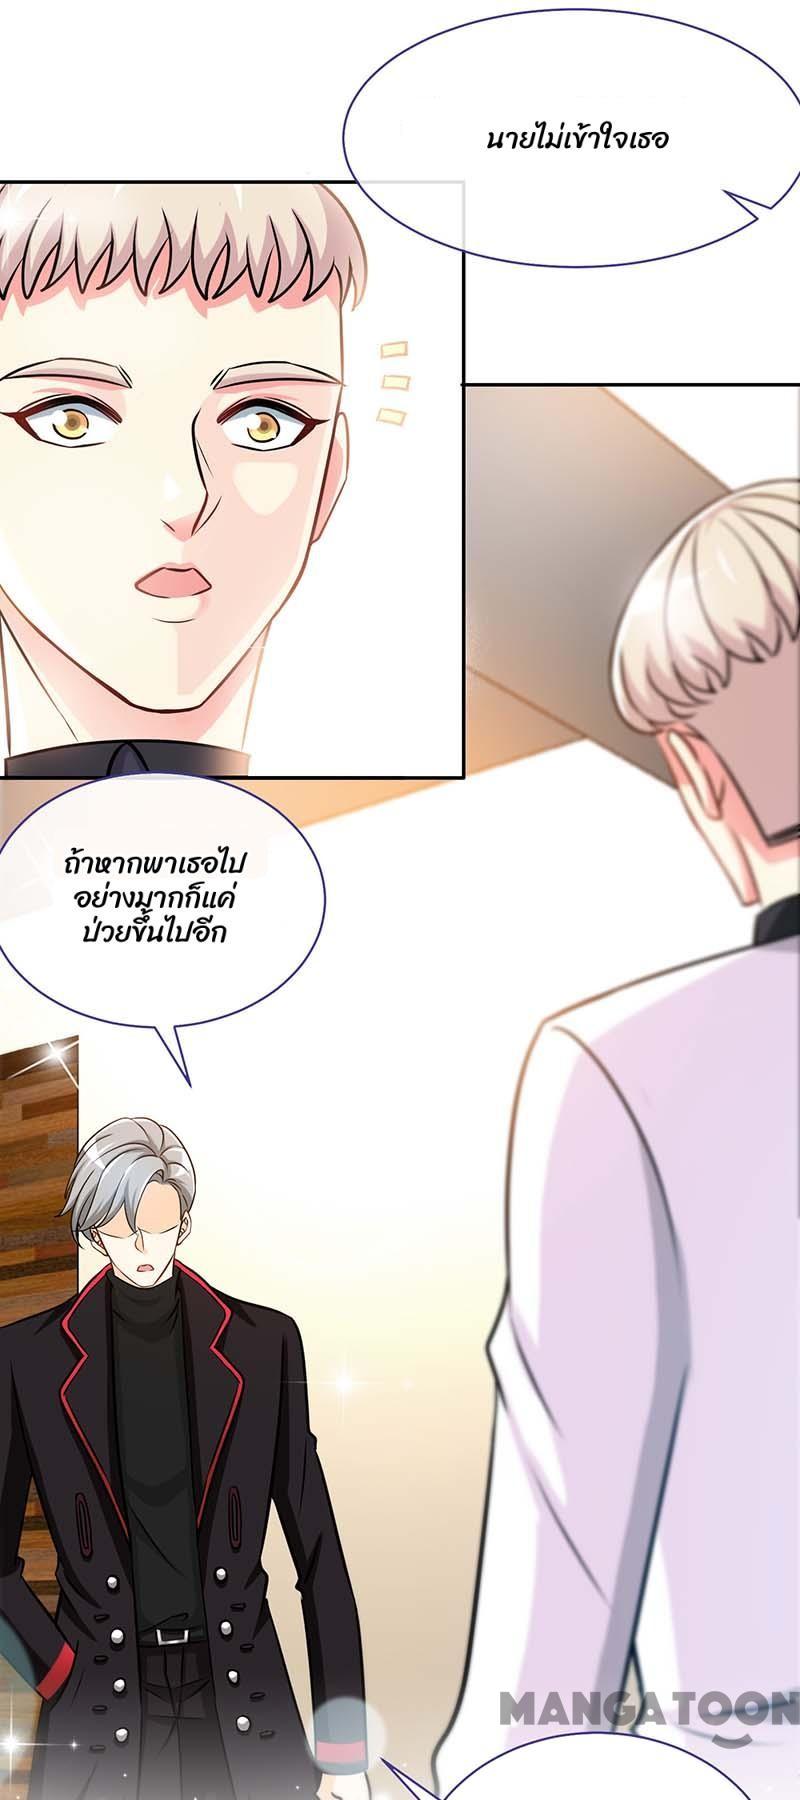 นายไม่เข้าใจเธอ
ถ้าหากพาเธอไป
อย่างมากก็แค่
ป่วยขึ้นไปอีก
MANGATOON